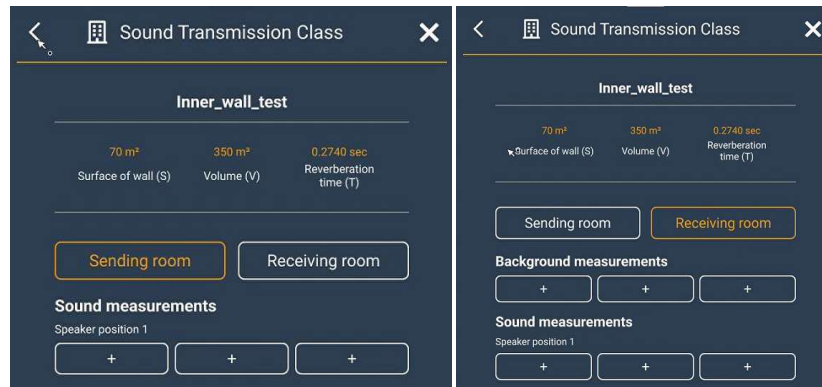 Sound Transmission Class
Inner_wall_test
70 m² 350 m³ 0.2740 sec
Surface of wall (S) Volume (V) Reverberation
time (T)
Sending room Receiving room
Sound measurements
Speaker position 1
+ + +
Sound Transmission Class
Inner_wall_test
70 m² 350 m³ 0.2740 sec
Surface of wall (S) Volume (V) Reverberation
time (T)
Sending room Receiving room
Background measurements
+ + +
Sound measurements
Speaker position 1
+ + +